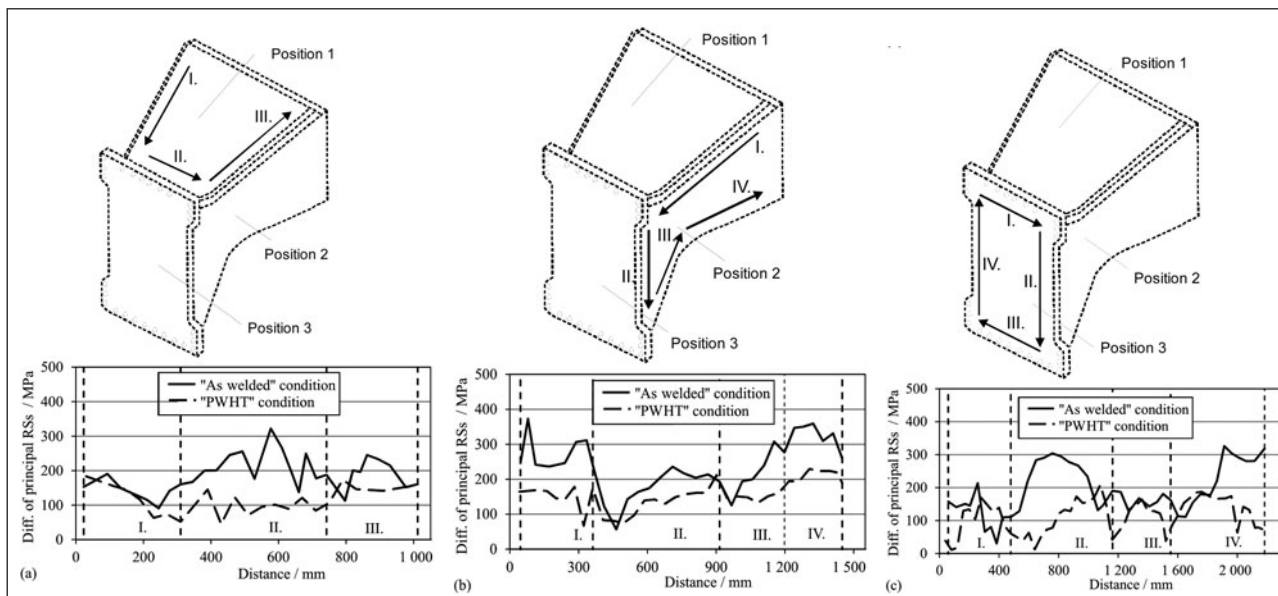 Position 1
I.
III.
II.
Position 2
Position 3
500
400
300
200
100
0
Diff. of principal RSs / MPa
"As welded" condition
"PWHT" condition
I.
II.
III.
0 200 400 600 800 1000
Distance / mm
(a)
Position 1
I.
IV.
III.
II.
Position 2
Position 3
500
400
300
200
100
0
Diff. of principal RSs / MPa
"As welded" condition
"PWHT" condition
I.
II.
III.
IV.
0 300 600 900 1 200 1 500
Distance / mm
(b)
Position 1
I.
II.
IV.
III.
Position 2
Position 3
500
400
300
200
100
0
Diff. of principal RSs / MPa
"As welded" condition
"PWHT" condition
I.
II.
III.
IV.
0 400 800 1 200 1 600 2 000
Distance / mm
(c)